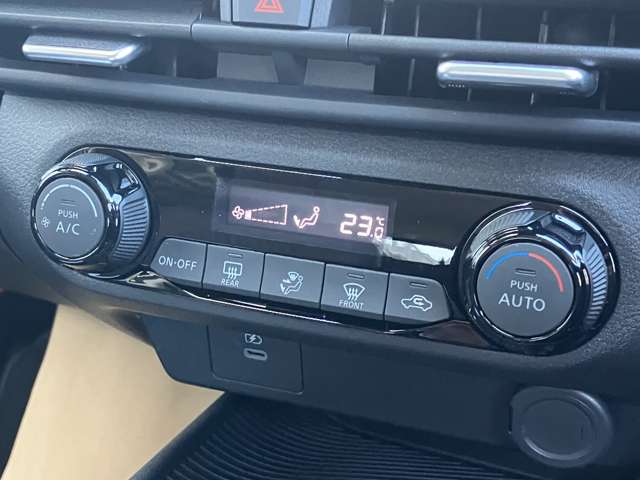 PUSH
A/C
23.0
°C
ON·OFF
REAR
FRONT
PUSH
AUTO